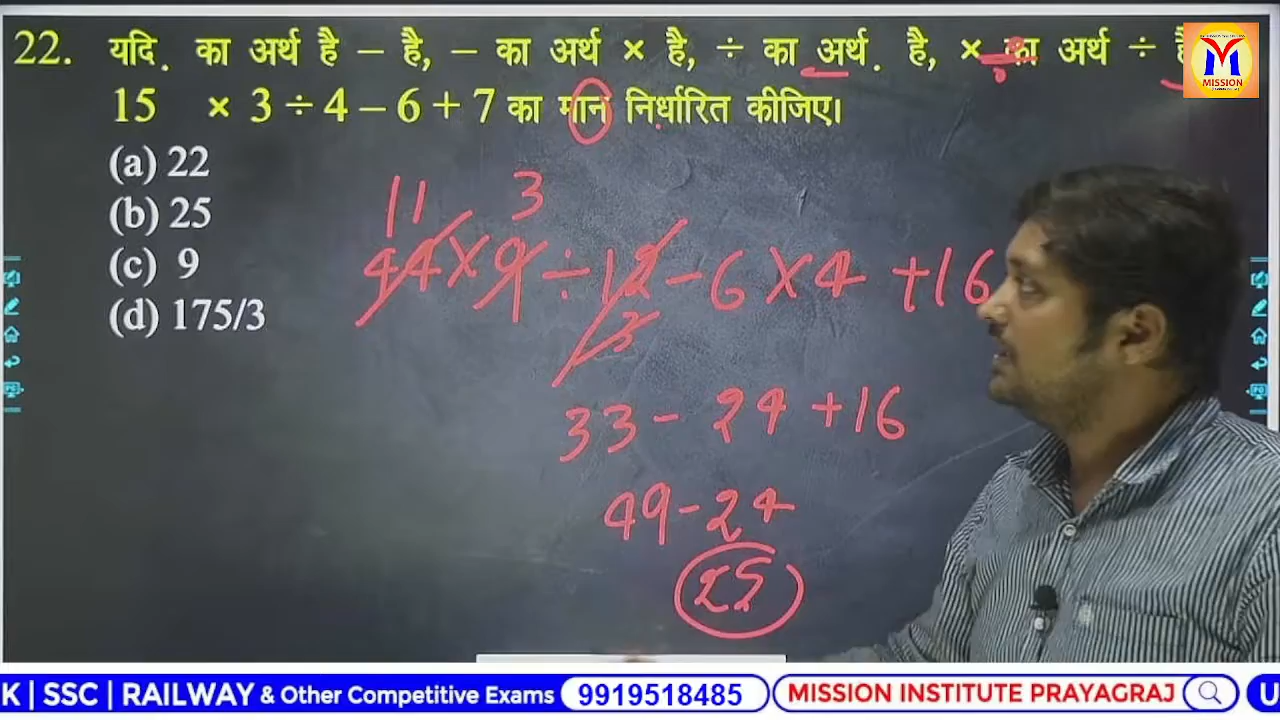 22. यदि . का अर्थ है – है, – का अर्थ × है, ÷ का अर्थ . है, × का अर्थ ÷ है
15 × 3 ÷ 4 – 6 + 7 का मान निर्धारित कीजिए।
(a) 22
(b) 25
(c) 9
(d) 175/3
11 3
44 × 9 ÷ 12 – 6 × 4 + 16
3
33 – 24 + 16
49 – 24
25
MISSION
K | SSC | RAILWAY & Other Competitive Exams 9919518485 MISSION INSTITUTE PRAYAGRAJ U